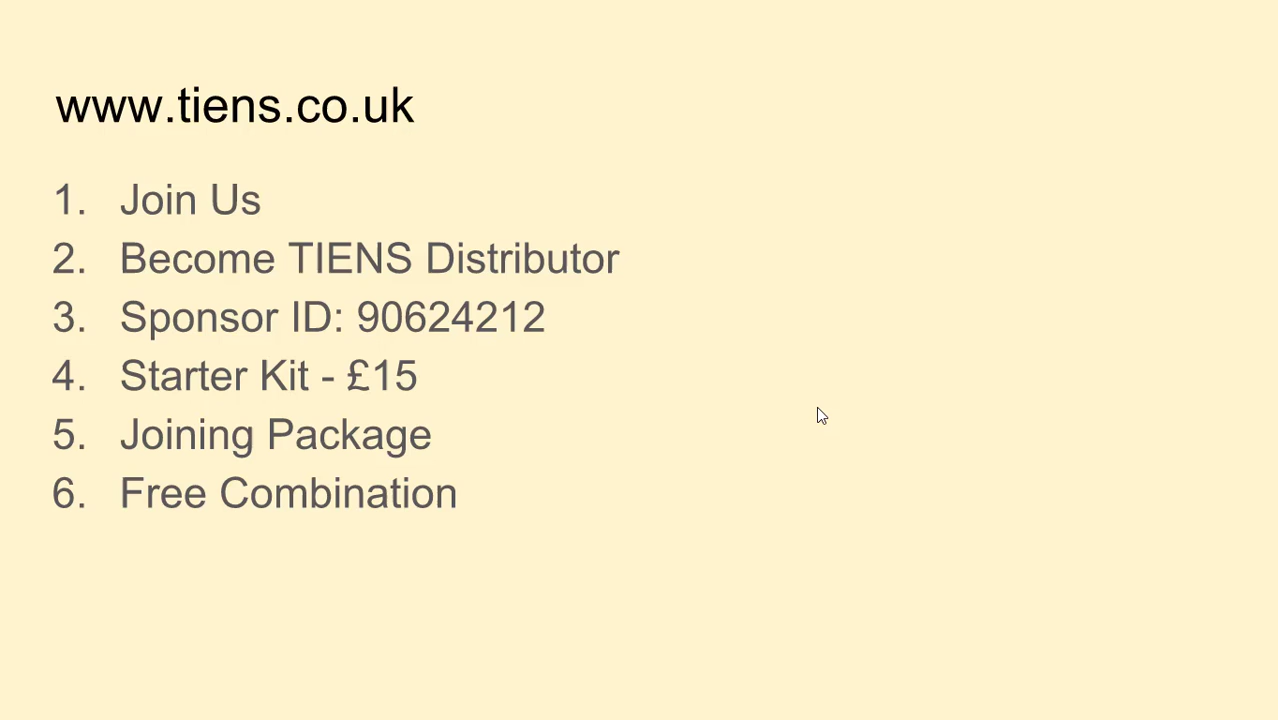 www.tiens.co.uk
1. Join Us
2. Become TIENS Distributor
3. Sponsor ID: 90624212
4. Starter Kit - £15
5. Joining Package
6. Free Combination